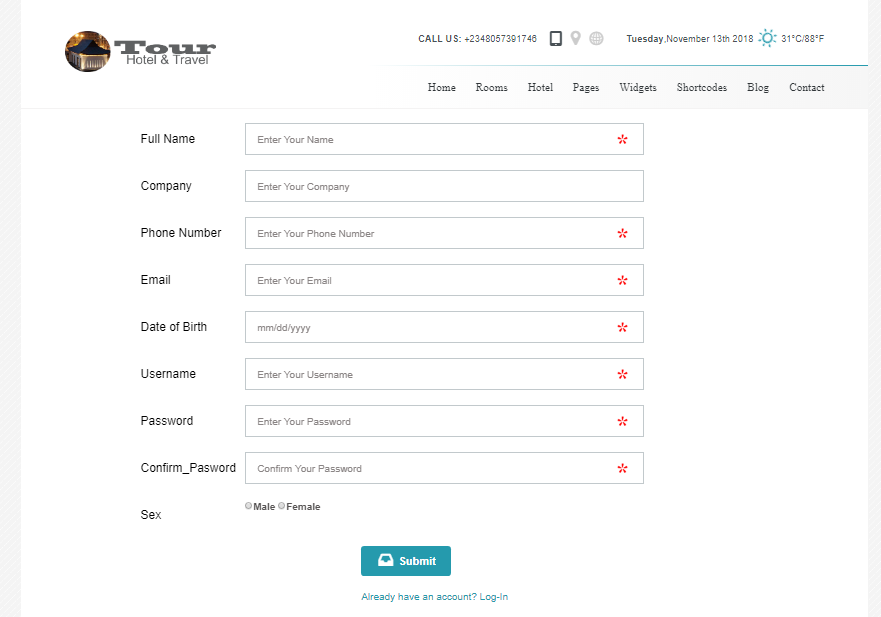 Tour
Hotel & Travel
CALL US: +2348057391746
Tuesday,November 13th 2018 31°C/88°F
Home Rooms Hotel Pages Widgets Shortcodes Blog Contact
Full Name Enter Your Name *
Company Enter Your Company
Phone Number Enter Your Phone Number *
Email Enter Your Email *
Date of Birth mm/dd/yyyy *
Username Enter Your Username *
Password Enter Your Password *
Confirm_Pasword Confirm Your Password *
Sex Male Female
Submit
Already have an account? Log-In